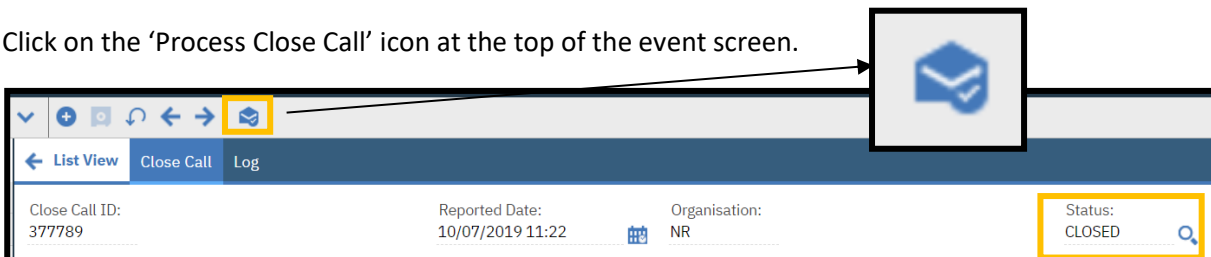 Click on the ‘Process Close Call’ icon at the top of the event screen.
List View Close Call Log
Close Call ID: Reported Date: Organisation: Status:
377789 10/07/2019 11:22 NR CLOSED